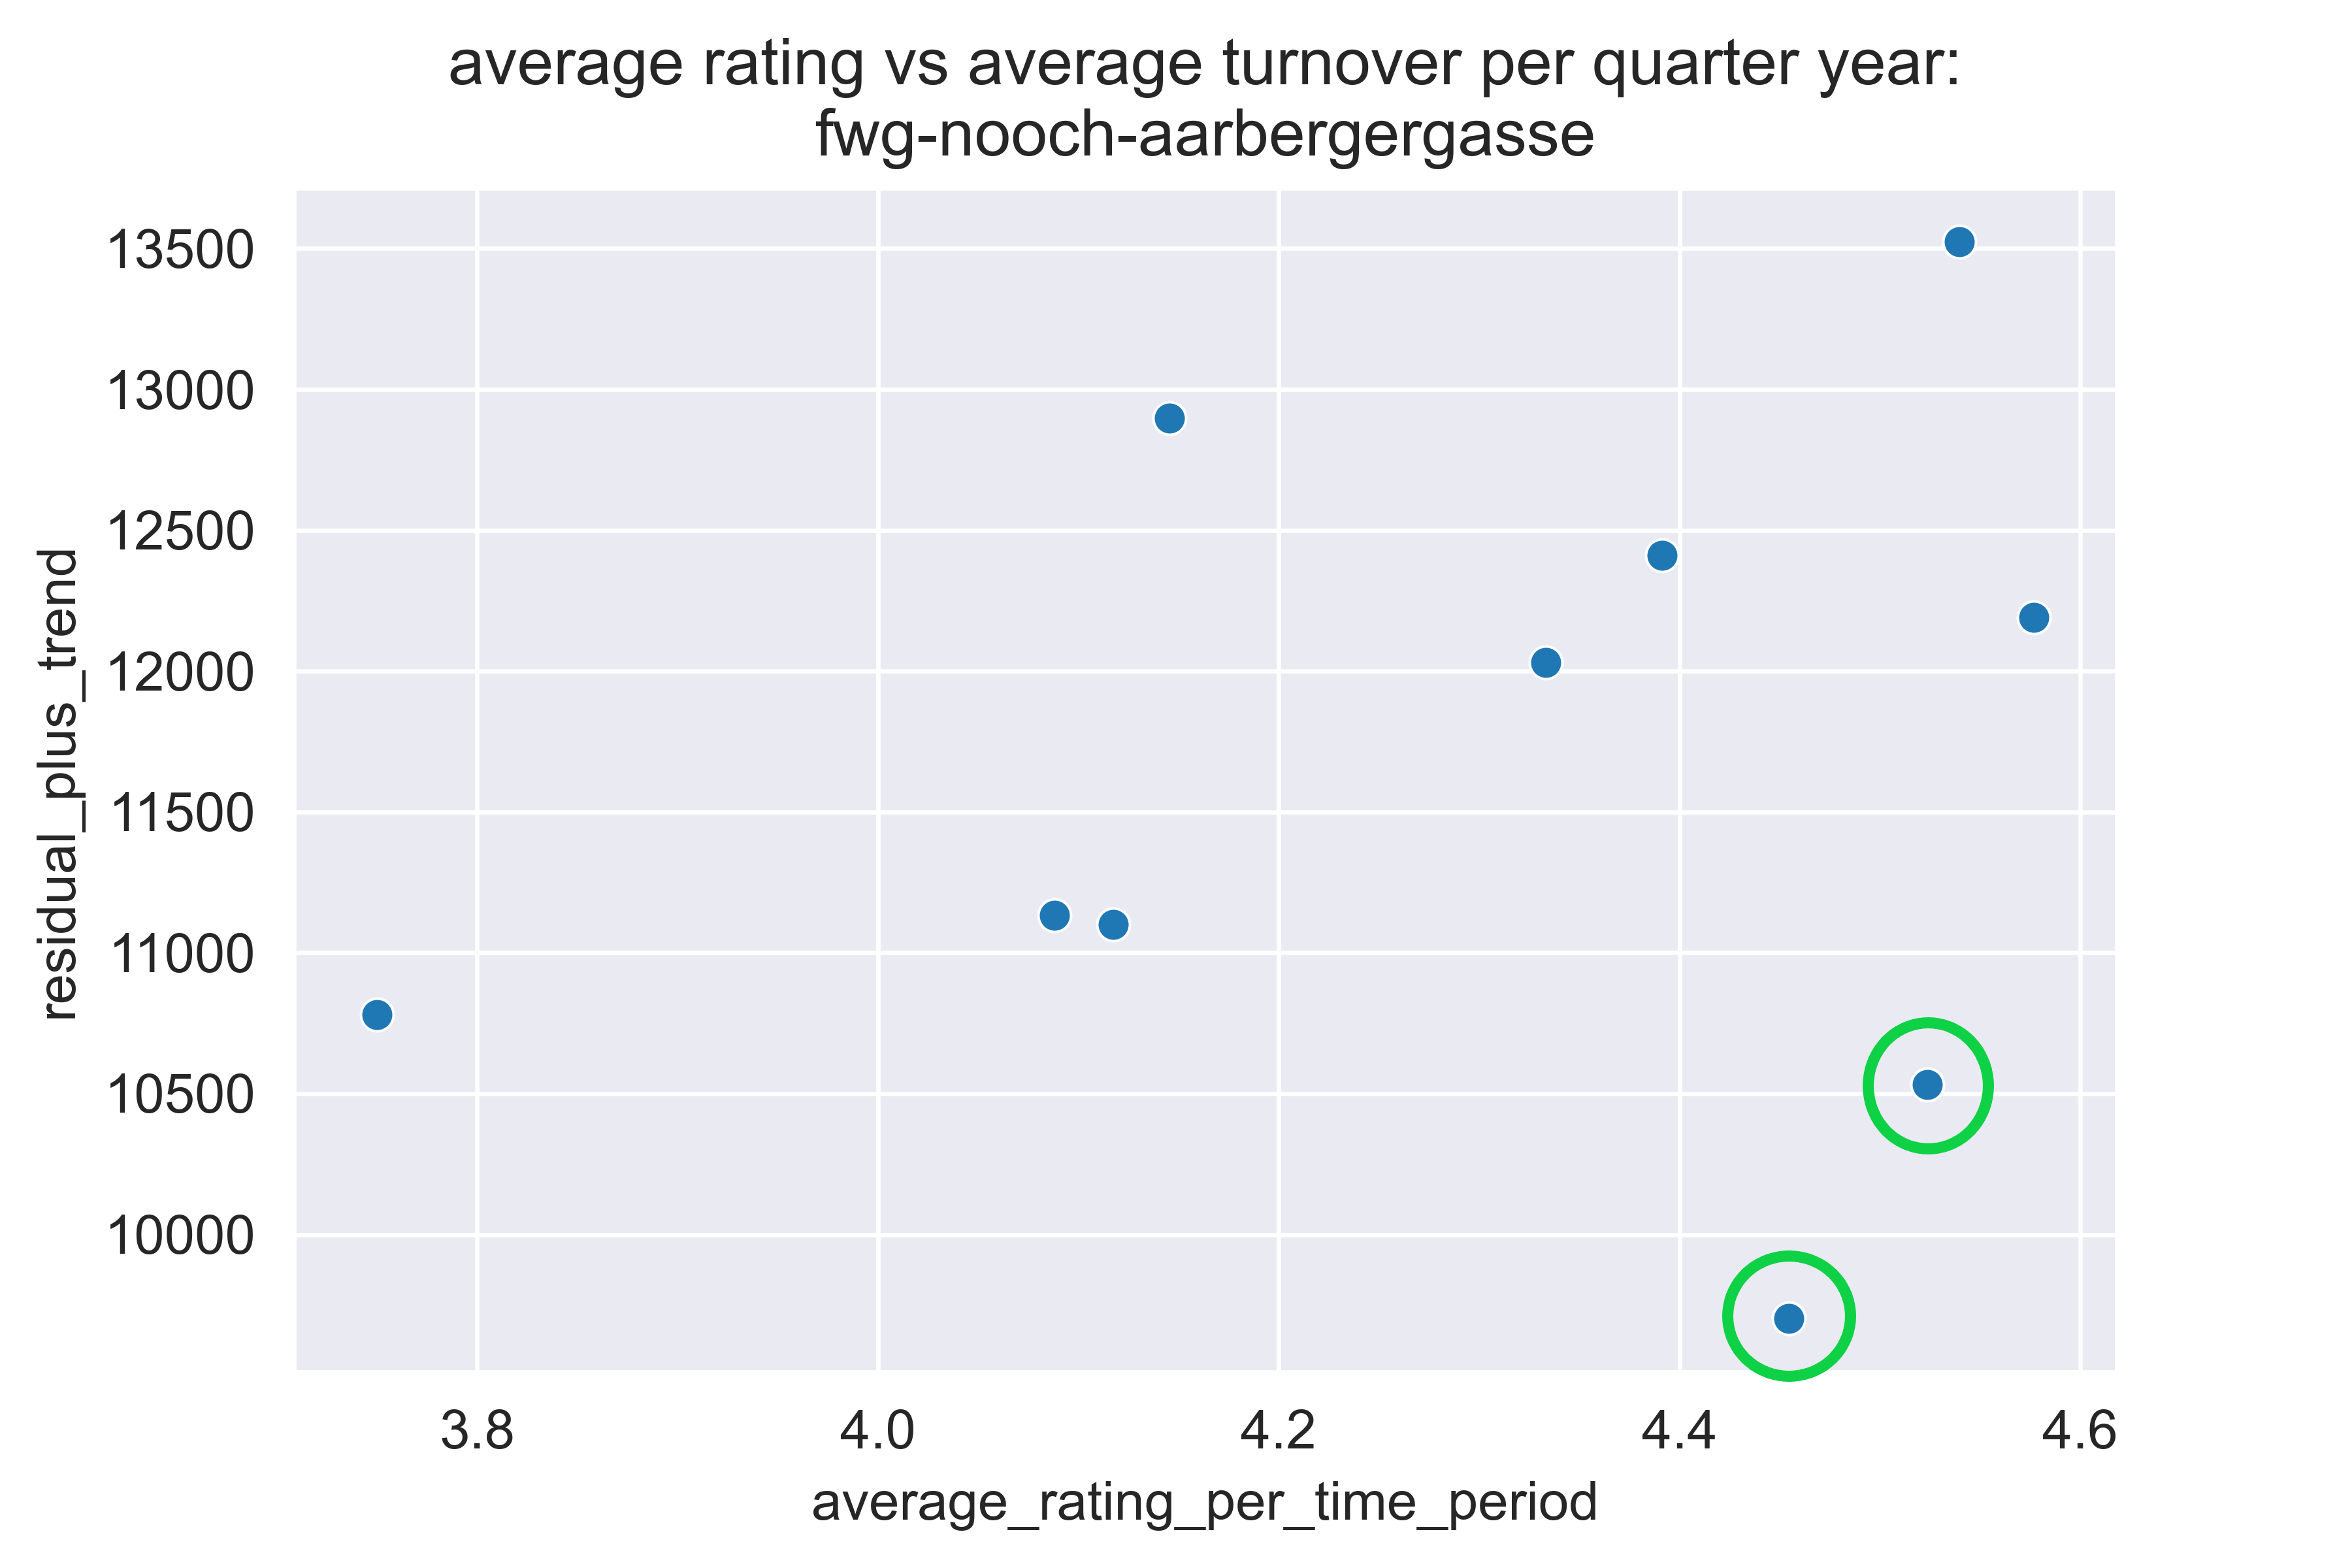 average rating vs average turnover per quarter year:
fwg-nooch-aarbergergasse
residual_plus_trend
13500
13000
12500
12000
11500
11000
10500
10000
3.8 4.0 4.2 4.4 4.6
average_rating_per_time_period